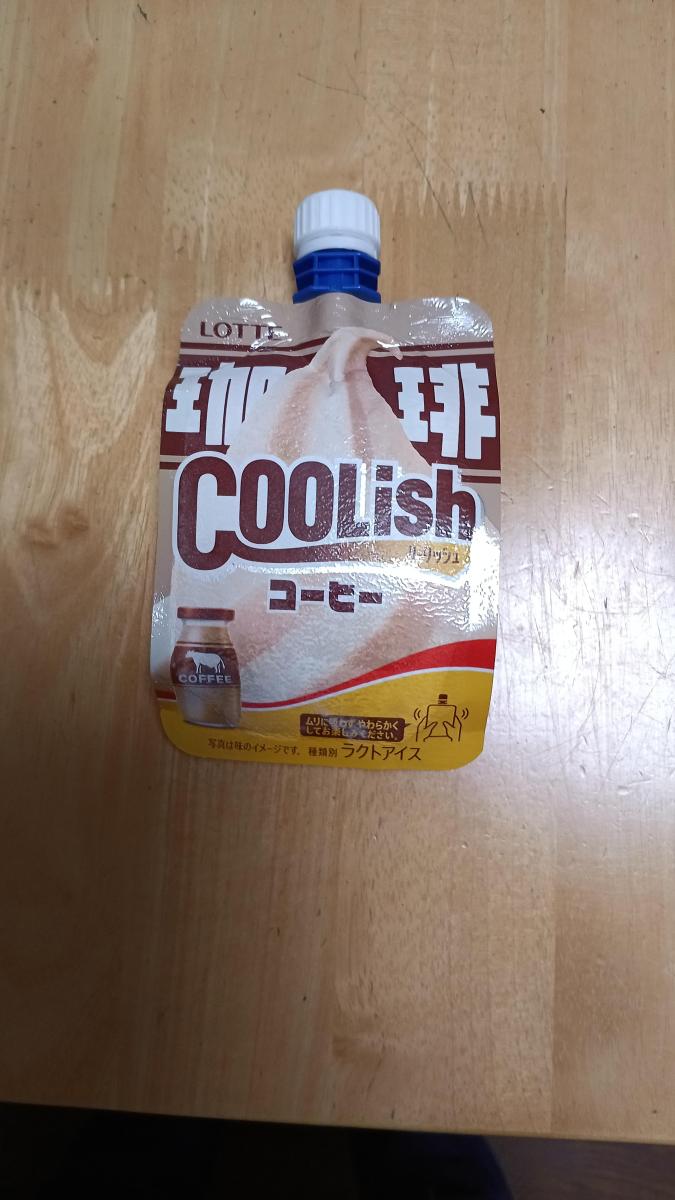 LOTTE
珈琲
COOLish
クーリッシュ
コーヒー
COFFEE
ムリに吸わずやわらかく
してお楽しみください。
写真は味のイメージです。 種類別 ラクトアイス